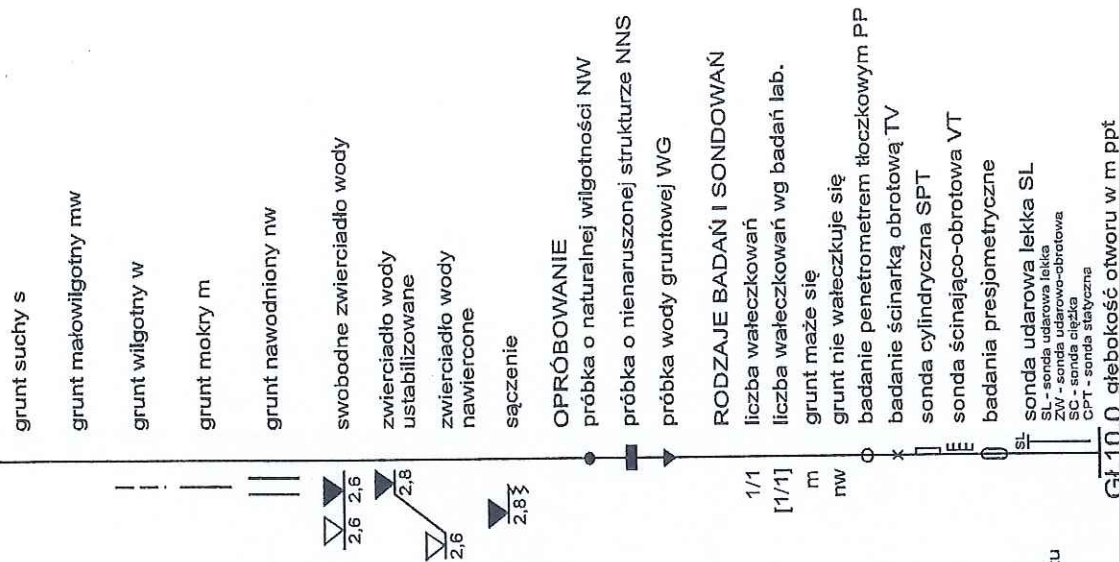 grunt suchy s
grunt małowilgotny mw
grunt wilgotny w
grunt mokry m
grunt nawodniony nw
2,6 2,6 swobodne zwierciadło wody
2,8 zwierciadło wody
ustabilizowane
2,6 zwierciadło wody
nawiercone
2,8 sączenie
OPRÓBOWANIE
próbka o naturalnej wilgotności NW
próbka o nienaruszonej strukturze NNS
próbka wody gruntowej WG
RODZAJE BADAŃ I SONDOWAŃ
1/1 liczba wałeczkowań
[1/1] liczba wałeczkowań wg badań lab.
m grunt maże się
nw grunt nie wałeczkuje się
badanie penetrometrem tłoczkowym PP
badanie ścinarką obrotową TV
sonda cylindryczna SPT
sonda ścinająco-obrotowa VT
badania presjometryczne
SL sonda udarowa lekka SL
SL - sonda udarowa lekka
ZW - sonda udarowo-obrotowa
SC - sonda ciężka
CPT - sonda statyczna
Gł. 10.0 głębokość otworu w m ppt